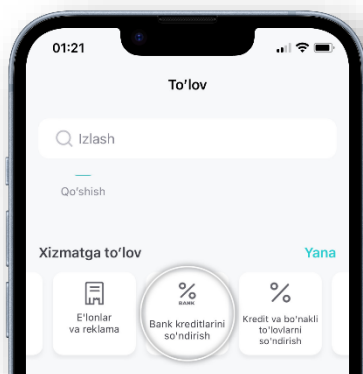 01:21
To'lov
Izlash
Qo'shish
Xizmatga to'lov
Yana
E'lonlar
va reklama
BANK
Bank kreditlarini
so'ndirish
Kredit va bo'nakli
to'lovlarni
so'ndirish